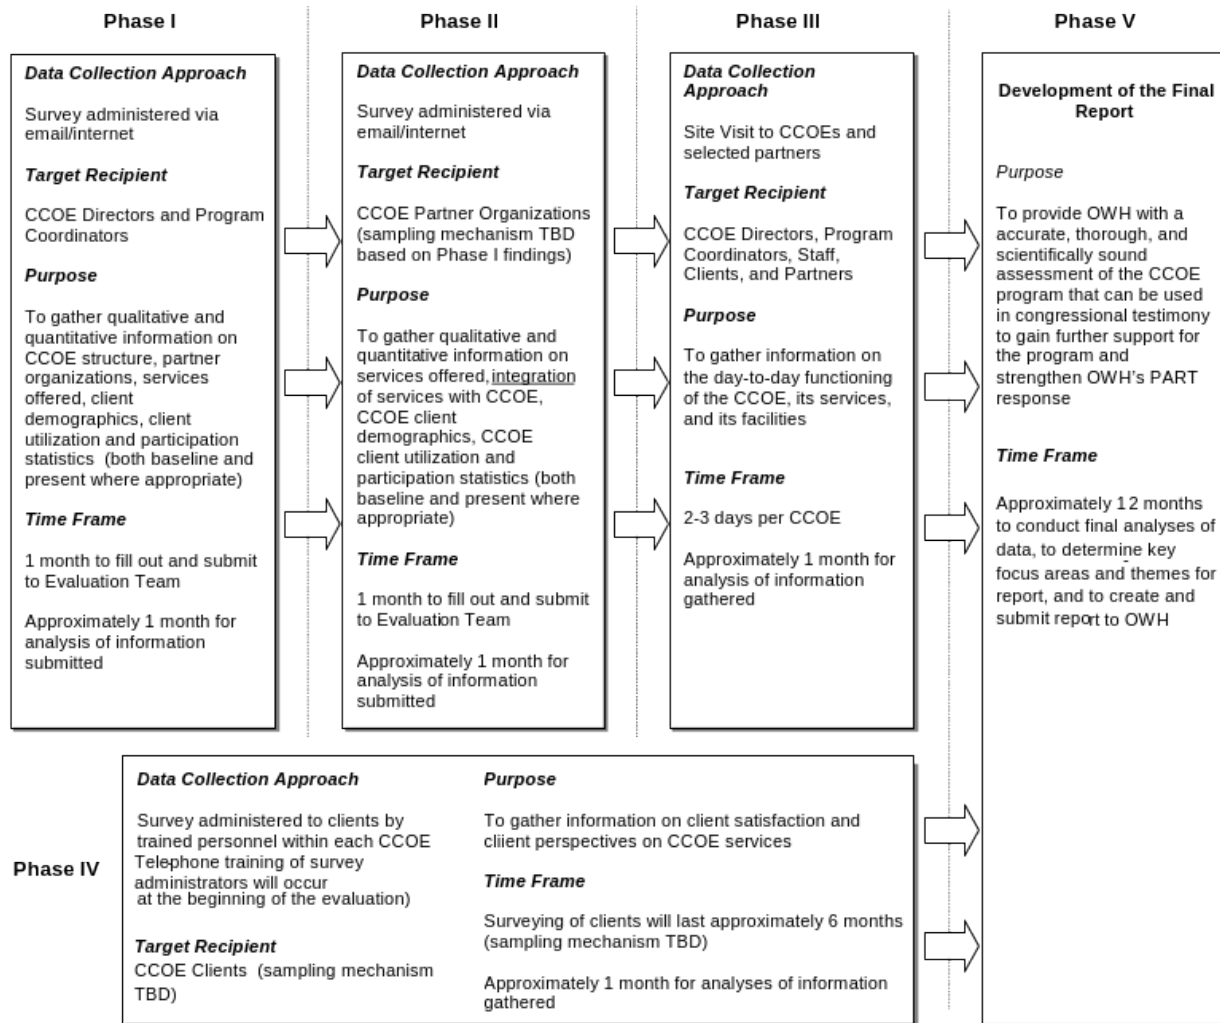 Phase I
Data Collection Approach
Survey administered via
email/internet
Target Recipient
CCOE Directors and Program
Coordinators
Purpose
To gather qualitative and
quantitative information on
CCOE structure, partner
organizations, services
offered, client
demographics, client
utilization and participation
statistics (both baseline and
present where appropriate)
Time Frame
1 month to fill out and submit
to Evaluation Team
Approximately 1 month for
analysis of information
submitted
Phase II
Data Collection Approach
Survey administered via
email/internet
Target Recipient
CCOE Partner Organizations
(sampling mechanism TBD
based on Phase I findings)
Purpose
To gather qualitative and
quantitative information on
services offered, integration
of services with CCOE,
CCOE client
demographics, CCOE
client utilization and
participation statistics (both
baseline and present where
appropriate)
Time Frame
1 month to fill out and submit
to Evaluation Team
Approximately 1 month for
analysis of information
submitted
Phase III
Data Collection
Approach
Site Visit to CCOEs and
selected partners
Target Recipient
CCOE Directors, Program
Coordinators, Staff,
Clients, and Partners
Purpose
To gather information on
the day-to-day functioning
of the CCOE, its services,
and its facilities
Time Frame
2-3 days per CCOE
Approximately 1 month for
analysis of information
gathered
Phase V
Development of the Final
Report
Purpose
To provide OWH with a
accurate, thorough, and
scientifically sound
assessment of the CCOE
program that can be used
in congressional testimony
to gain further support for
the program and
strengthen OWH's PART
response
Time Frame
Approximately 12 months
to conduct final analyses of
data, to determine key
focus areas and themes for
report, and to create and
submit report to OWH
Phase IV
Data Collection Approach
Survey administered to clients by
trained personnel within each CCOE
Telephone training of survey
administrators will occur
at the beginning of the evaluation)
Target Recipient
CCOE Clients (sampling mechanism
TBD)
Purpose
To gather information on client satisfaction and
cliient perspectives on CCOE services
Time Frame
Surveying of clients will last approximately 6 months
(sampling mechanism TBD)
Approximately 1 month for analyses of information
gathered